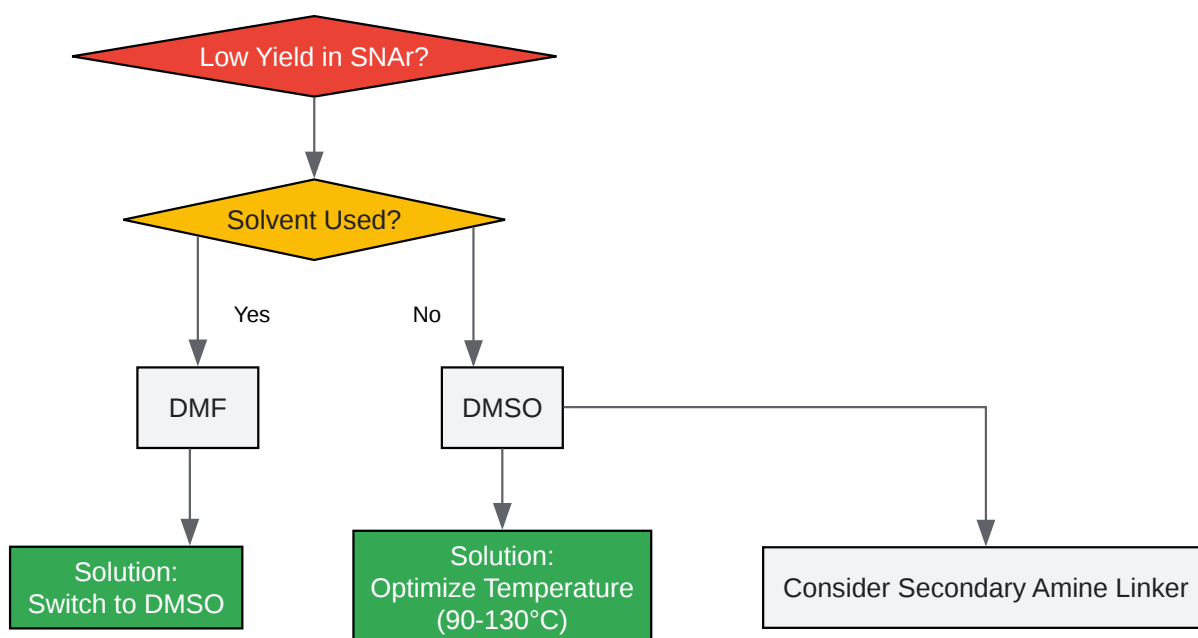 Low Yield in SNAr?
Solvent Used?
Yes
No
DMF
DMSO
Solution:
Switch to DMSO
Solution:
Optimize Temperature
(90-130°C)
Consider Secondary Amine Linker